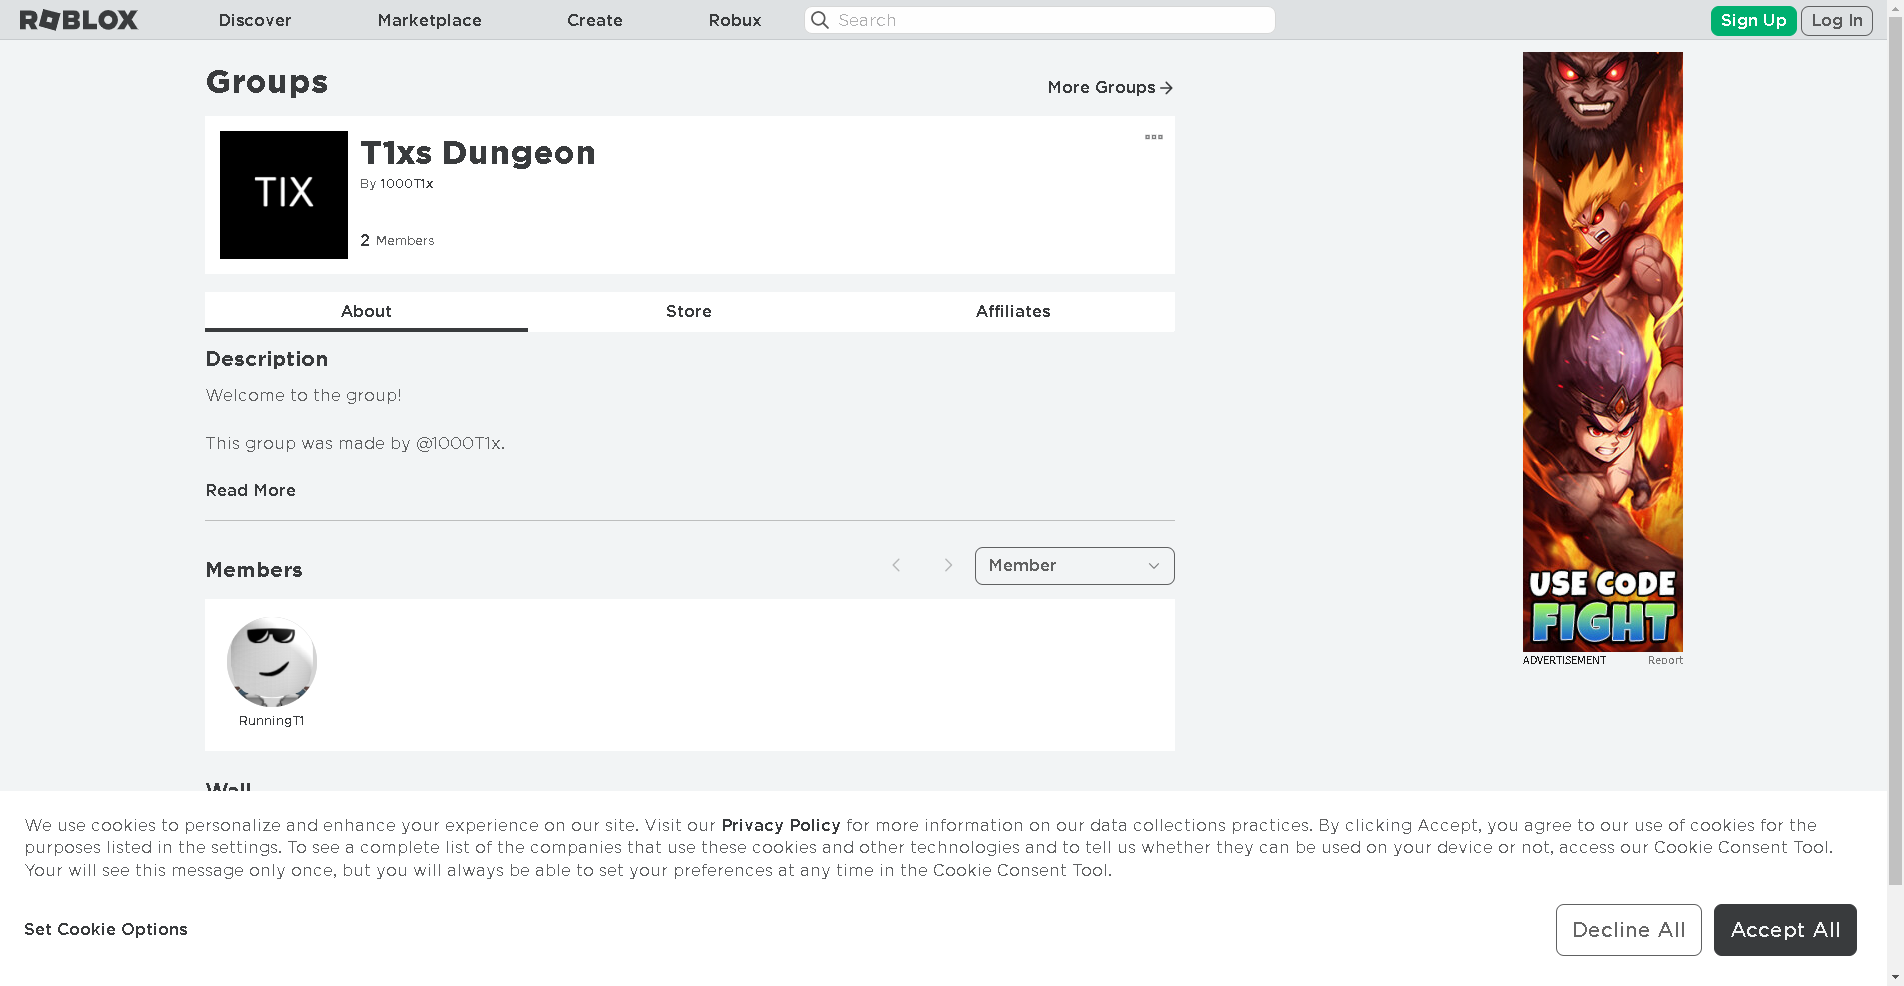 ROBLOX
Discover
Marketplace
Create
Robux
Search
Sign Up
Log In
Groups
More Groups
TIX
T1xs Dungeon
By 1000T1x
2 Members
About
Store
Affiliates
Description
Welcome to the group!
This group was made by @1000T1x.
Read More
Members
Member
RunningT1
Wall
USE CODE
FIGHT
ADVERTISEMENT
Report
We use cookies to personalize and enhance your experience on our site. Visit our Privacy Policy for more information on our data collections practices. By clicking Accept, you agree to our use of cookies for the
purposes listed in the settings. To see a complete list of the companies that use these cookies and other technologies and to tell us whether they can be used on your device or not, access our Cookie Consent Tool.
Your will see this message only once, but you will always be able to set your preferences at any time in the Cookie Consent Tool.
Set Cookie Options
Decline All
Accept All